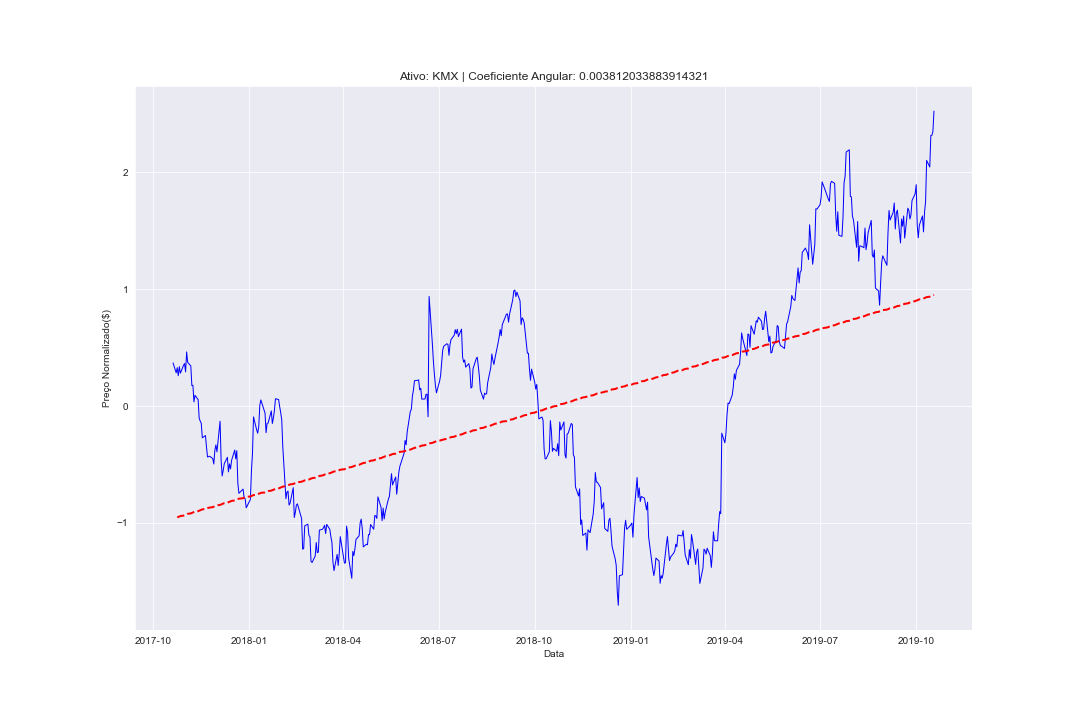 Ativo: KMX | Coeficiente Angular: 0.003812033883914321
Preço Normalizado($)
2
1
0
−1
2017-10 2018-01 2018-04 2018-07 2018-10 2019-01 2019-04 2019-07 2019-10
Data